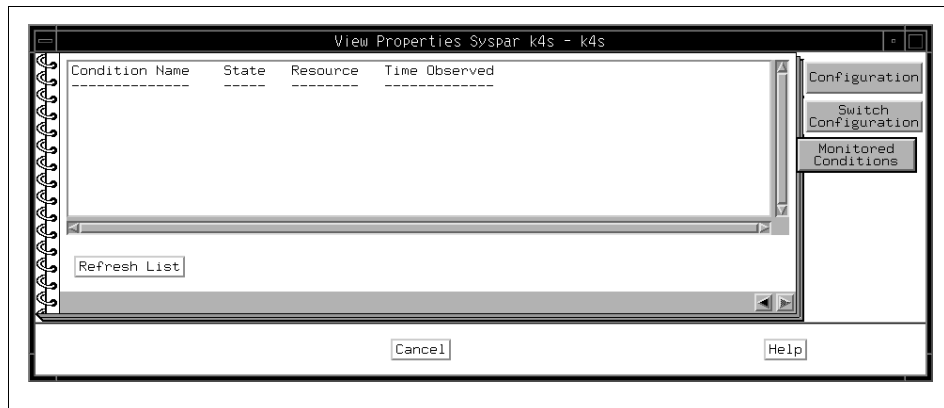 View Properties Syspar k4s - k4s
Condition Name State Resource Time Observed
-------------- ----- -------- -------------
Configuration
Switch
Configuration
Monitored
Conditions
Refresh List
Cancel
Help